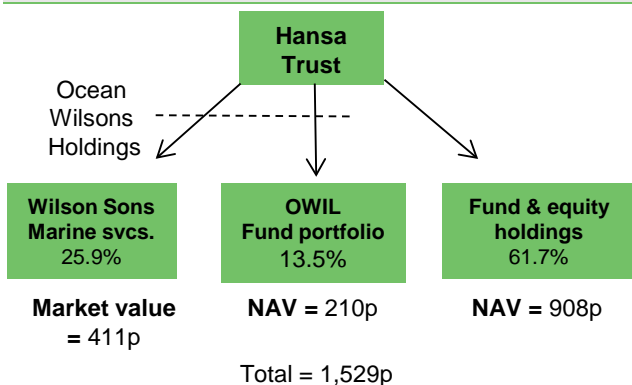 Hansa
Trust
Ocean
Wilsons
Holdings
Wilson Sons
Marine svcs.
25.9%
OWIL
Fund portfolio
13.5%
Fund & equity
holdings
61.7%
Market value
= 411p
NAV = 210p
NAV = 908p
Total = 1,529p